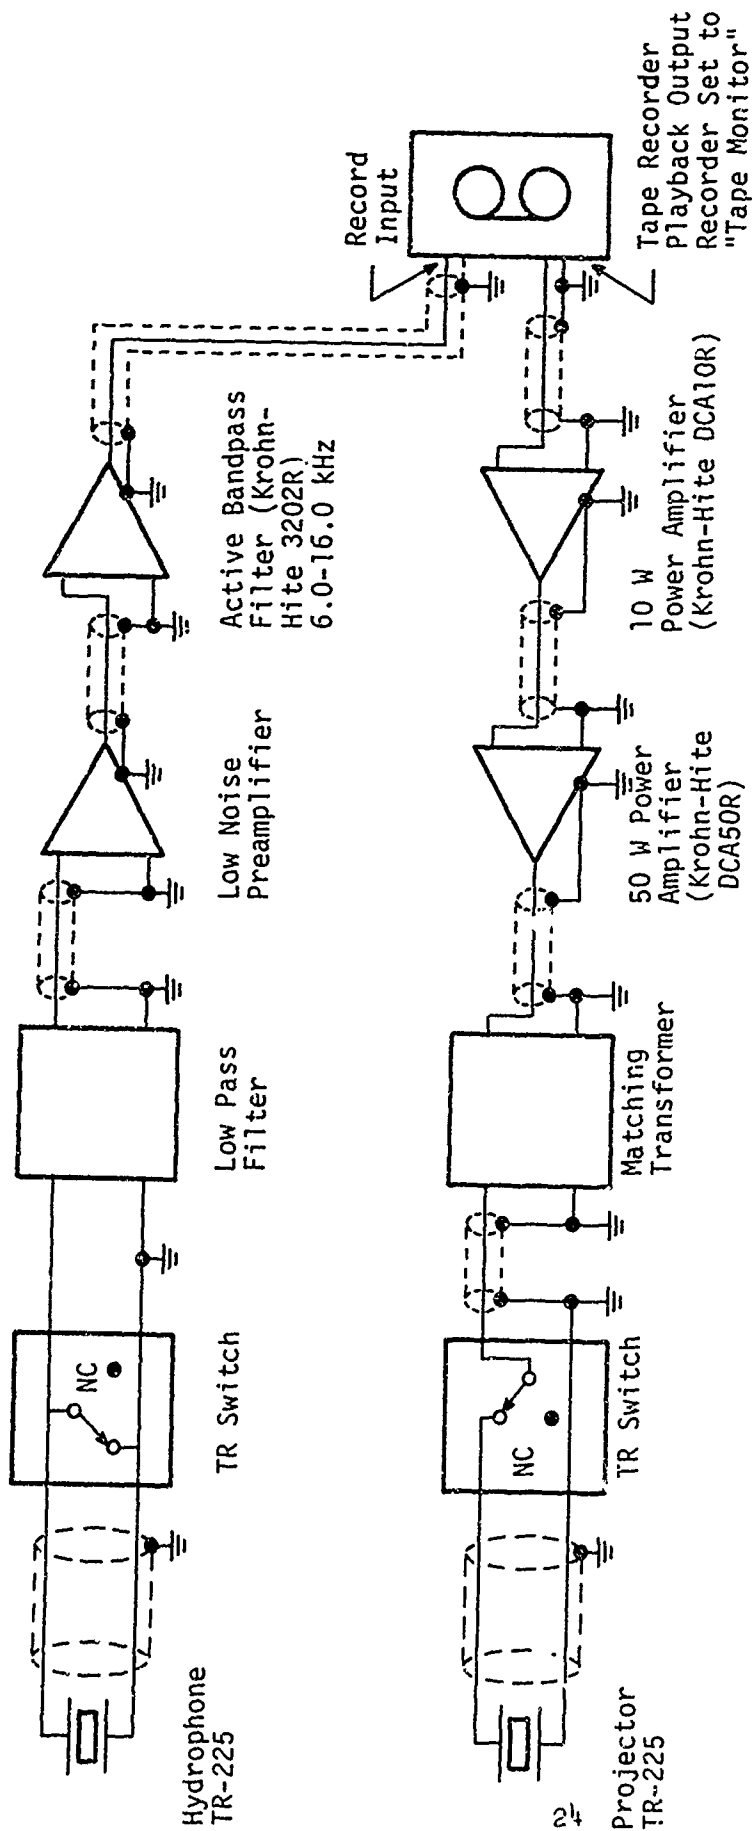 Hydrophone
TR-225
TR Switch
NC
Low Pass
Filter
Low Noise
Preamplifier
Active Bandpass
Filter (Krohn-
Hite 3202R)
6.0-16.0 kHz
Record
Input
Projector
TR-225
TR Switch
NC
Matching
Transformer
50 W Power
Amplifier
(Krohn-Hite
DCA50R)
10 W
Power Amplifier
(Krohn-Hite DCA10R)
Tape Recorder
Playback Output
Recorder Set to
"Tape Monitor"
24